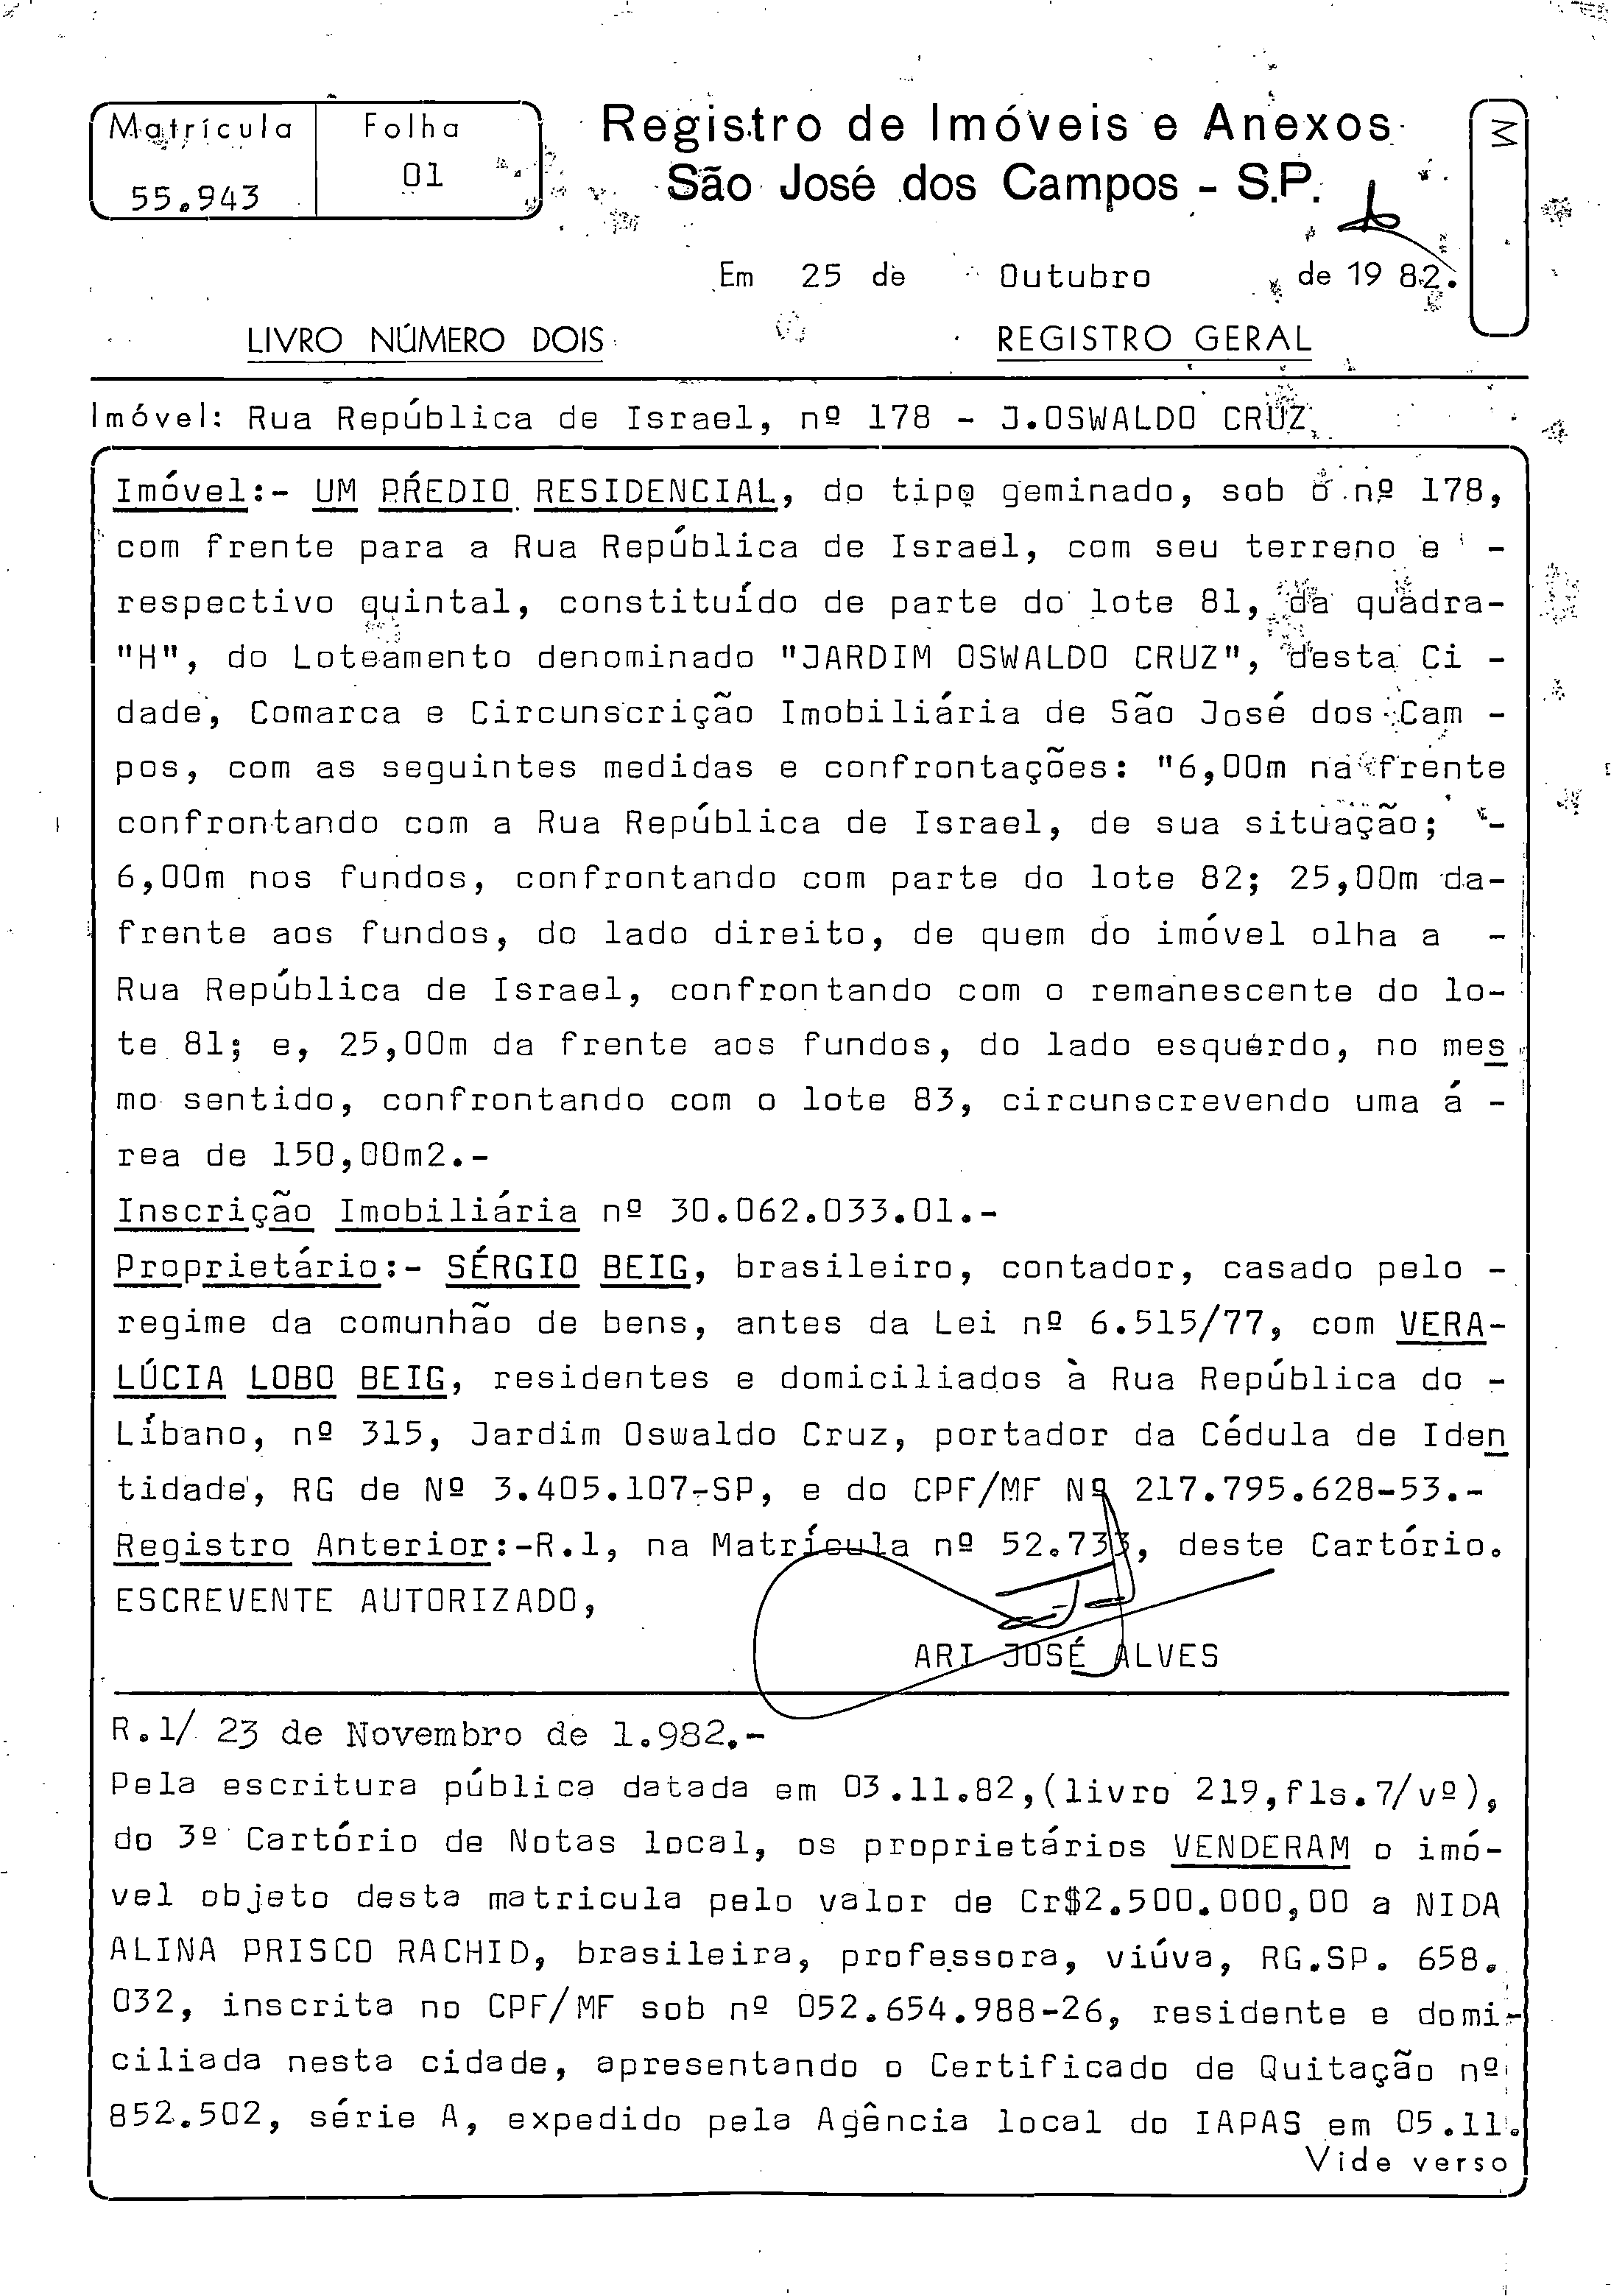 Matrícula Folha
55.943 01
Registro de Imóveis e Anexos
São José dos Campos - S.P.
M
Em 25 de Outubro de 19 82.
LIVRO NÚMERO DOIS REGISTRO GERAL
Imóvel: Rua República de Israel, nº 178 - J.OSWALDO CRUZ
Imóvel:- UM PRÉDIO RESIDENCIAL, do tipo geminado, sob o nº 178,
com frente para a Rua República de Israel, com seu terreno e -
respectivo quintal, constituído de parte do lote 81, da quadra-
"H", do Loteamento denominado "JARDIM OSWALDO CRUZ", desta Ci -
dade, Comarca e Circunscrição Imobiliária de São José dos Cam -
pos, com as seguintes medidas e confrontações: "6,00m na frente
confrontando com a Rua República de Israel, de sua situação; -
6,00m nos fundos, confrontando com parte do lote 82; 25,00m da-
frente aos fundos, do lado direito, de quem do imóvel olha a -
Rua República de Israel, confrontando com o remanescente do lo-
te 81; e, 25,00m da frente aos fundos, do lado esquérdo, no mes
mo sentido, confrontando com o lote 83, circunscrevendo uma á -
rea de 150,00m2.-
Inscrição Imobiliária nº 30.062.033.01.-
Proprietário:- SÉRGIO BEIG, brasileiro, contador, casado pelo -
regime da comunhão de bens, antes da Lei nº 6.515/77, com VERA-
LÚCIA LOBO BEIG, residentes e domiciliados à Rua República do -
Líbano, nº 315, Jardim Oswaldo Cruz, portador da Cédula de Iden
tidade, RG de Nº 3.405.107-SP, e do CPF/MF Nº 217.795.628-53.-
Registro Anterior:-R.1, na Matrícula nº 52.733, deste Cartório.
ESCREVENTE AUTORIZADO,
ARI JOSÉ ALVES
R.1/ 23 de Novembro de 1.982.-
Pela escritura pública datada em 03.11.82,(livro 219,fls.7/vº),
do 3º Cartório de Notas local, os proprietários VENDERAM o imó-
vel objeto desta matricula pelo valor de Cr$2.500.000,00 a NIDA
ALINA PRISCO RACHID, brasileira, professora, viúva, RG.SP. 658.
032, inscrita no CPF/MF sob nº 052.654.988-26, residente e domi-
ciliada nesta cidade, apresentando o Certificado de Quitação nº
852.502, série A, expedido pela Agência local do IAPAS em 05.11.
Vide verso